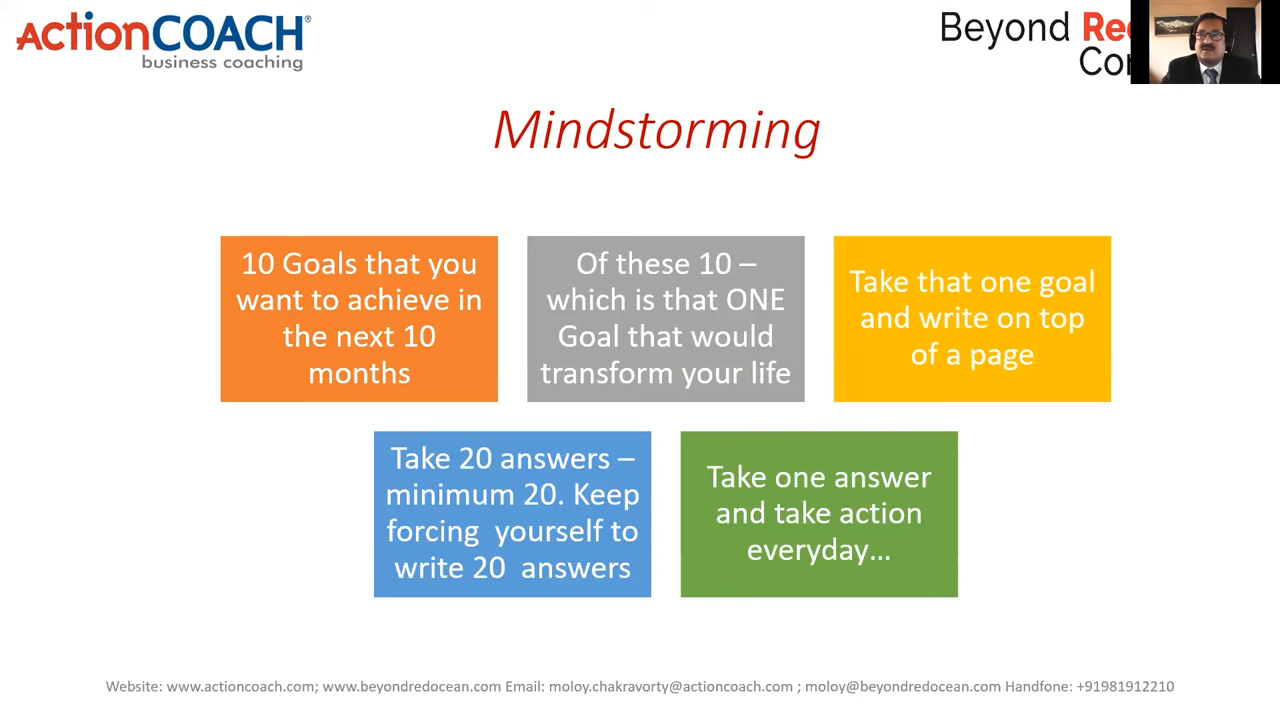 ActionCOACH®
business coaching
Beyond
Mindstorming
10 Goals that you
want to achieve in
the next 10
months
Of these 10 –
which is that ONE
Goal that would
transform your life
Take that one goal
and write on top
of a page
Take 20 answers –
minimum 20. Keep
forcing yourself to
write 20 answers
Take one answer
and take action
everyday...
Website: www.actioncoach.com; www.beyondredocean.com Email: moloy.chakravorty@actioncoach.com ; moloy@beyondredocean.com Handfone: +91981912210